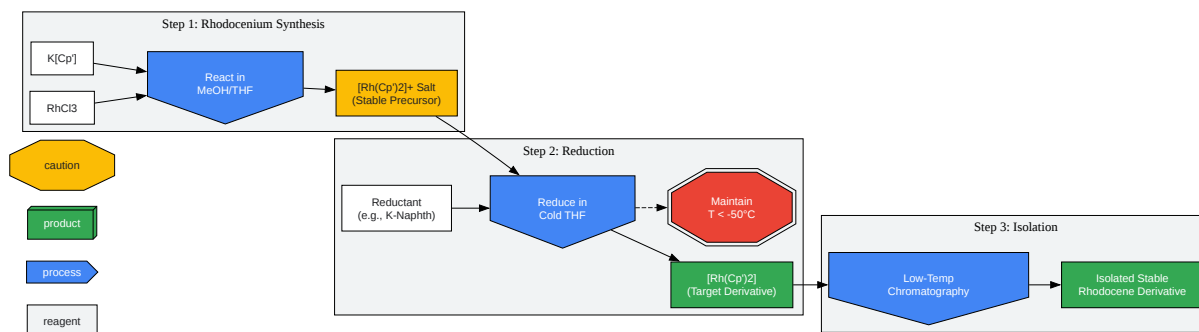 Step 1: Rhodocenium Synthesis
K[Cp']
RhCl3
React in
MeOH/THF
[Rh(Cp')2]+ Salt
(Stable Precursor)
caution
product
process
reagent
Step 2: Reduction
Reductant
(e.g., K-Naphth)
Reduce in
Cold THF
Maintain
T < -50°C
[Rh(Cp')2]
(Target Derivative)
Step 3: Isolation
Low-Temp
Chromatography
Isolated Stable
Rhodocene Derivative